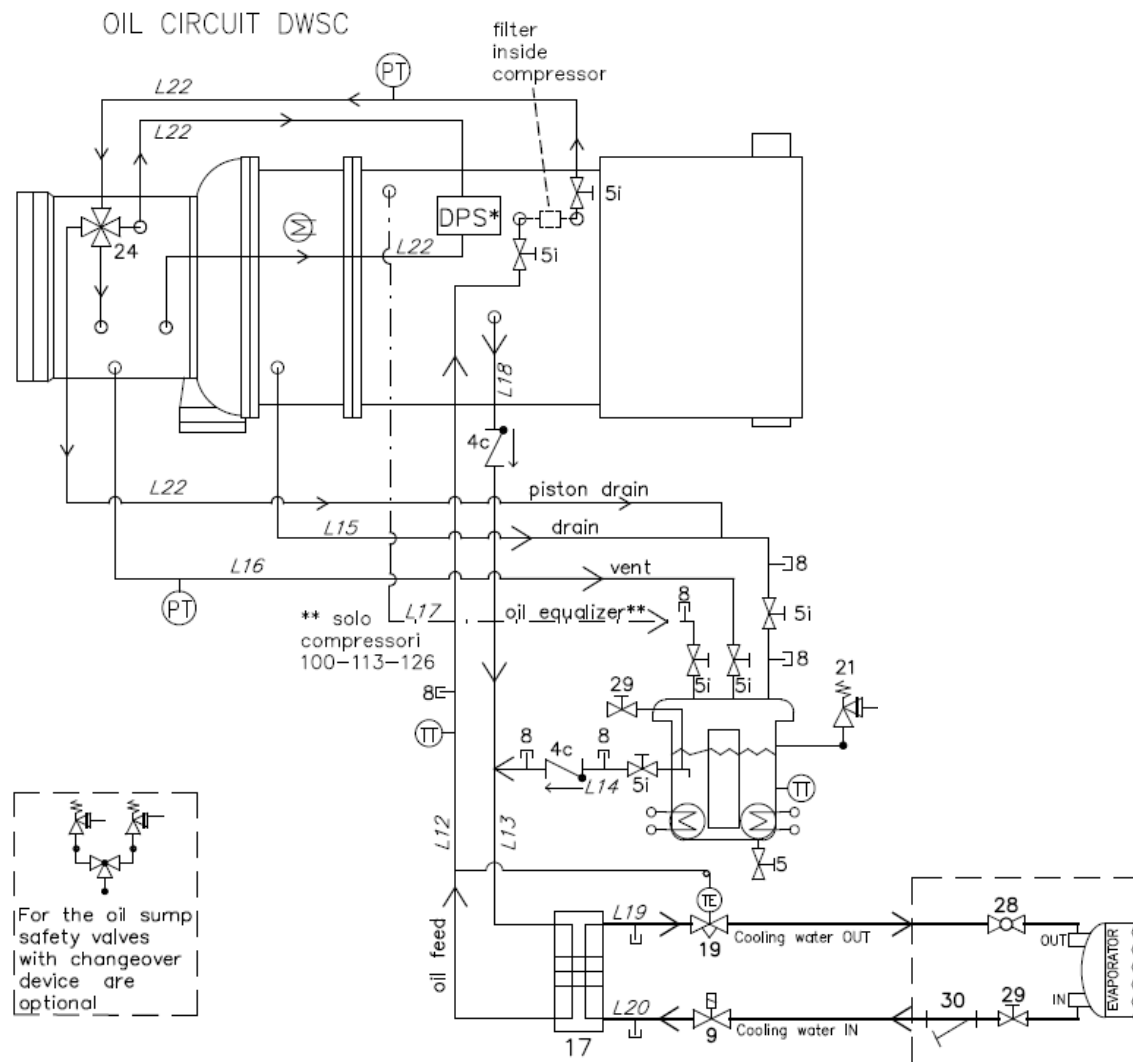 OIL CIRCUIT DWSC
filter
inside
compressor
PT
L22
L22
5i
DPS*
24
L22
5i
L18
4c
L22
piston drain
L15
drain
8
L16
vent
PT
8
5i
** solo
compressori
100-113-126
L17
oil equalizer**
8
5i
5i
21
29
8
TT
8
4c
8
5i
L14
TT
L12
L13
5
For the oil sump
safety valves
with changeover
device are
optional
oil feed
TE
L19
19
Cooling water OUT
28
OUT
EVAPORATOR
L20
9
Cooling water IN
30
29
IN
17